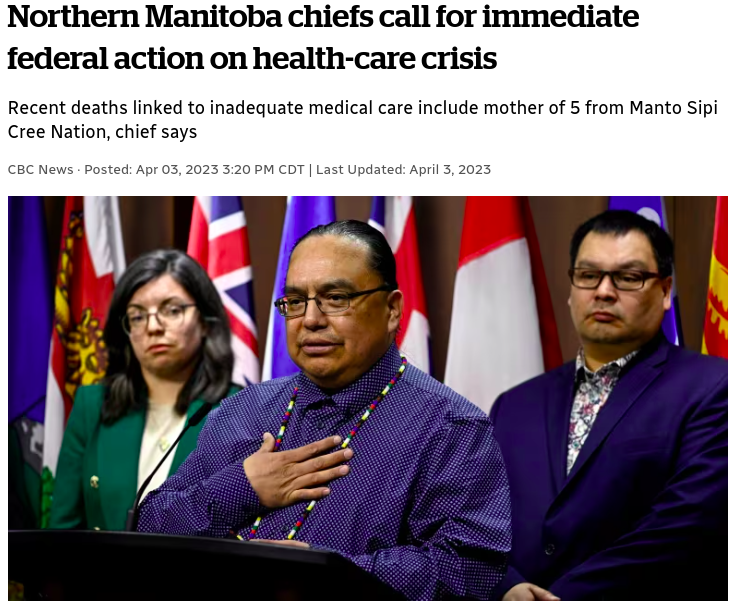 Northern Manitoba chiefs call for immediate
federal action on health-care crisis
Recent deaths linked to inadequate medical care include mother of 5 from Manto Sipi
Cree Nation, chief says
CBC News · Posted: Apr 03, 2023 3:20 PM CDT | Last Updated: April 3, 2023